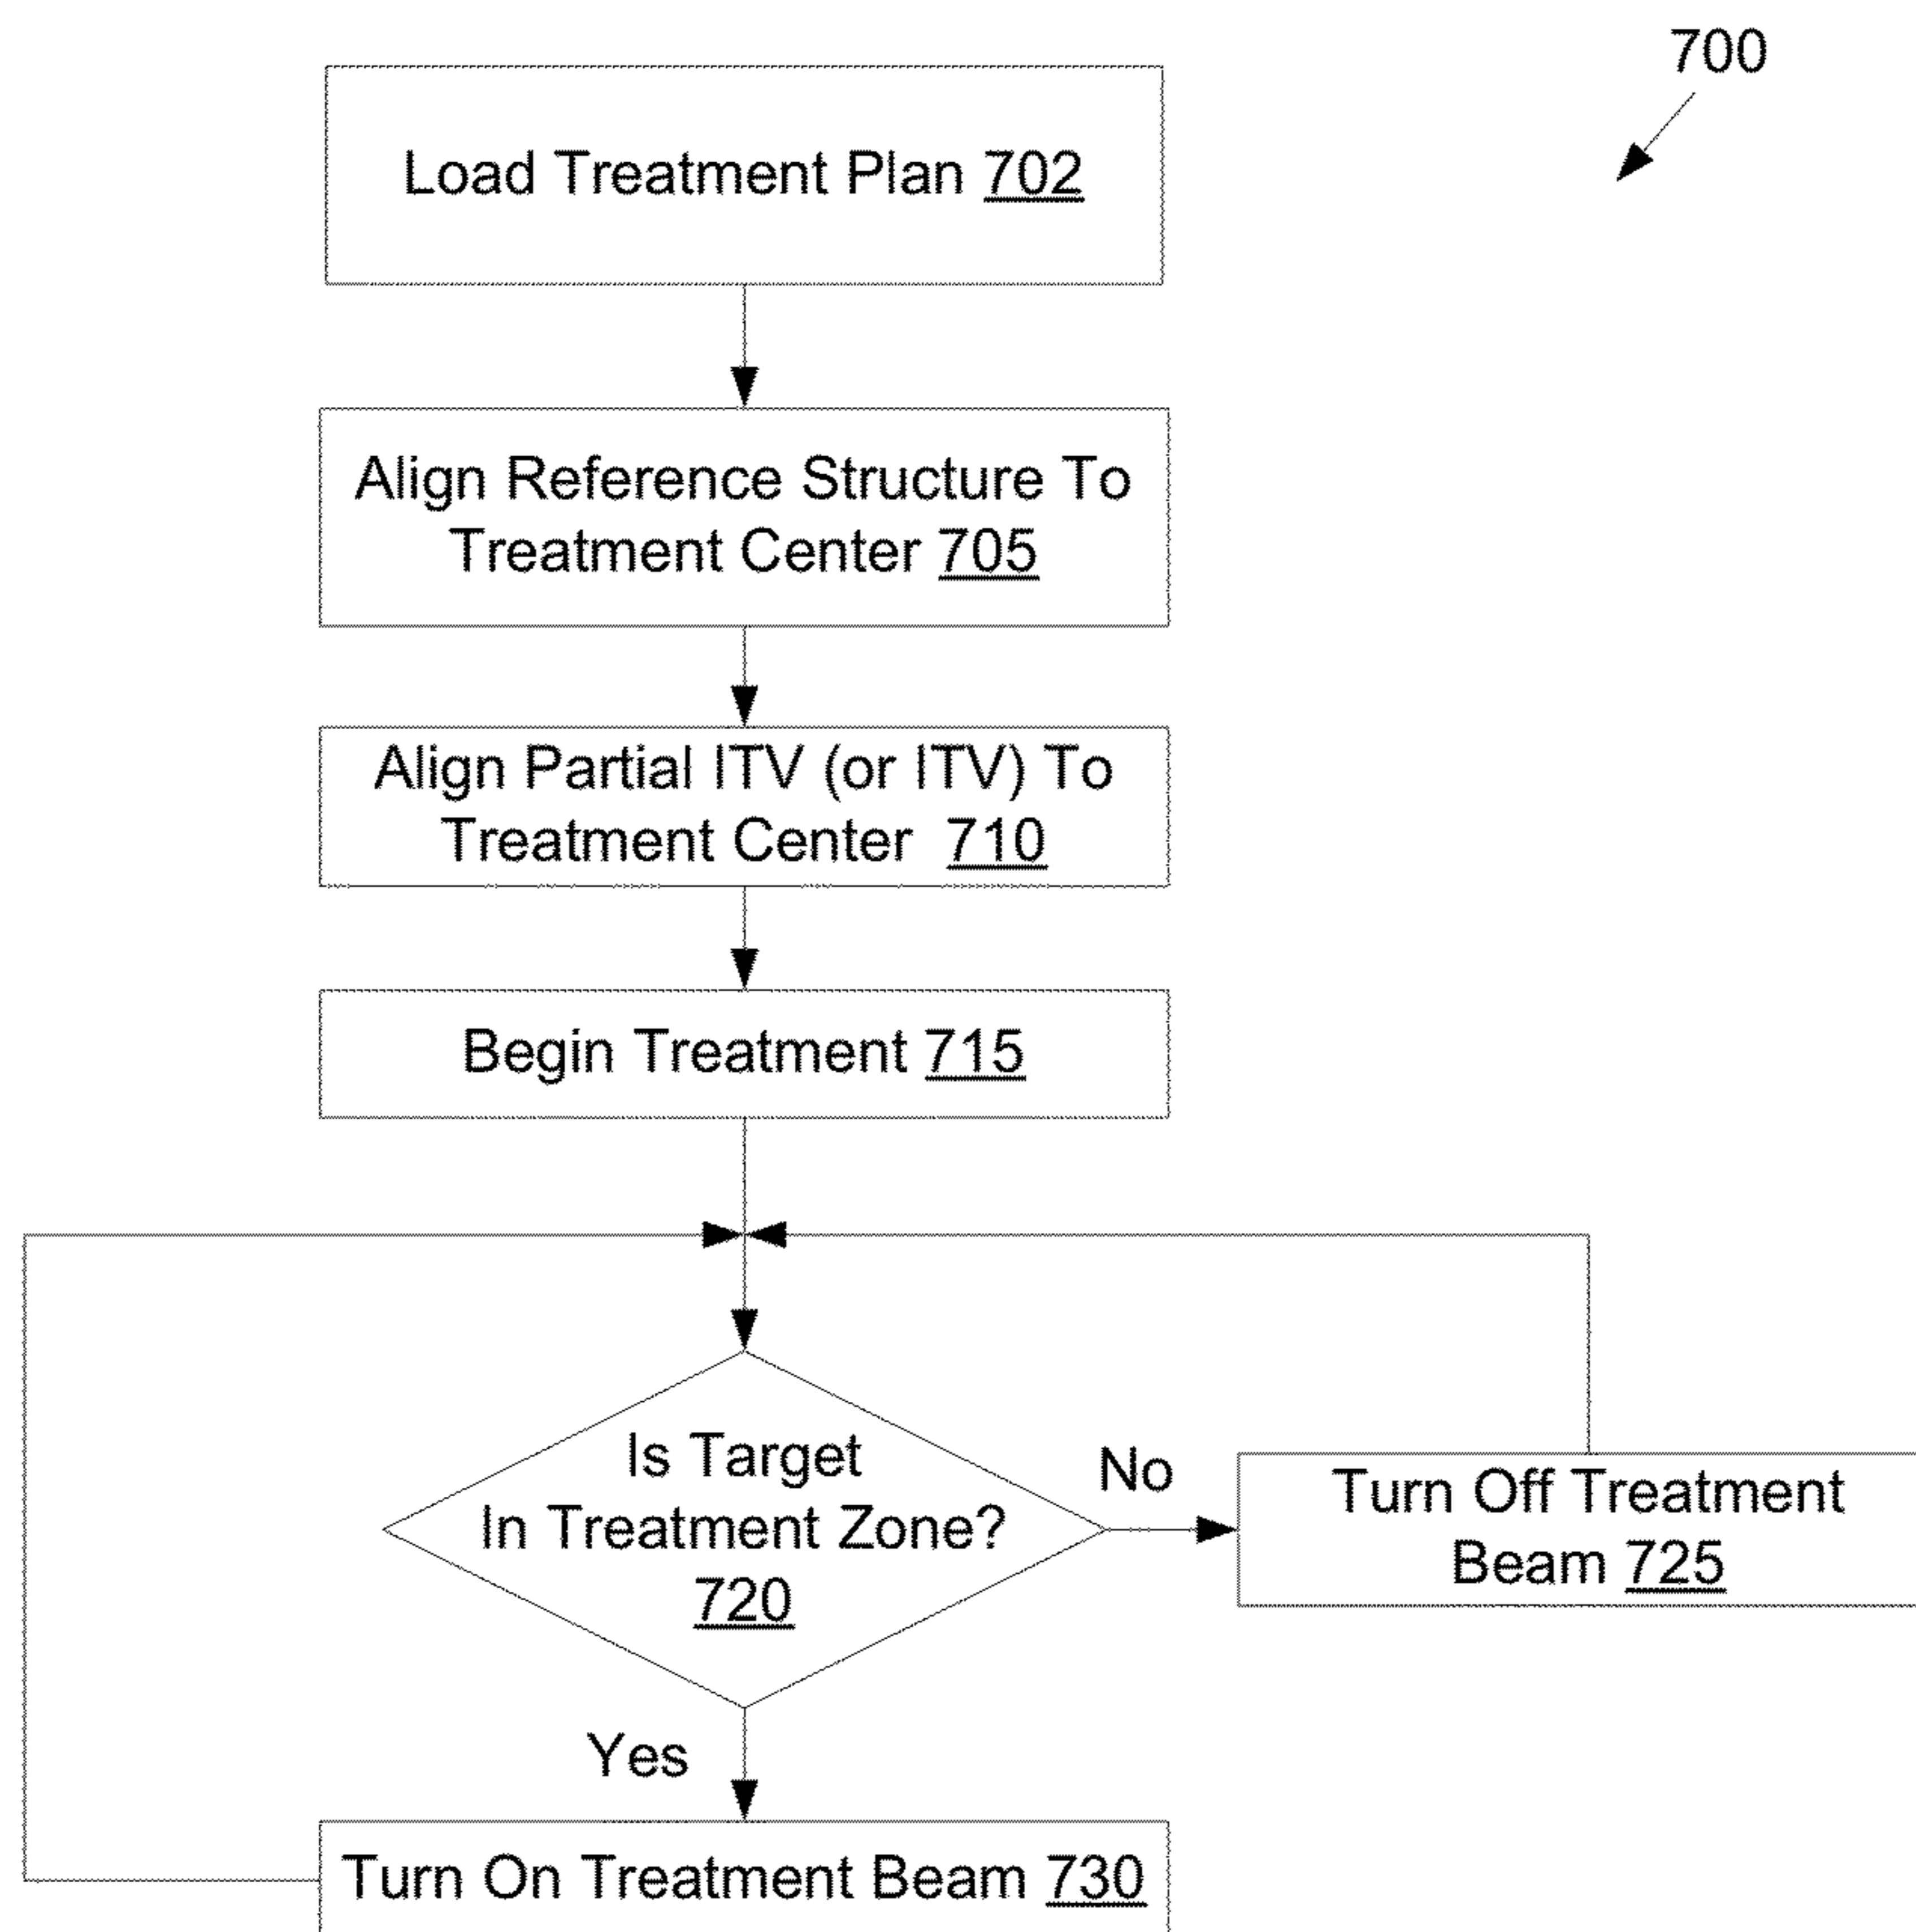 700
Load Treatment Plan 702
Align Reference Structure To
Treatment Center 705
Align Partial ITV (or ITV) To
Treatment Center 710
Begin Treatment 715
Is Target
In Treatment Zone?
720
No
Turn Off Treatment
Beam 725
Yes
Turn On Treatment Beam 730